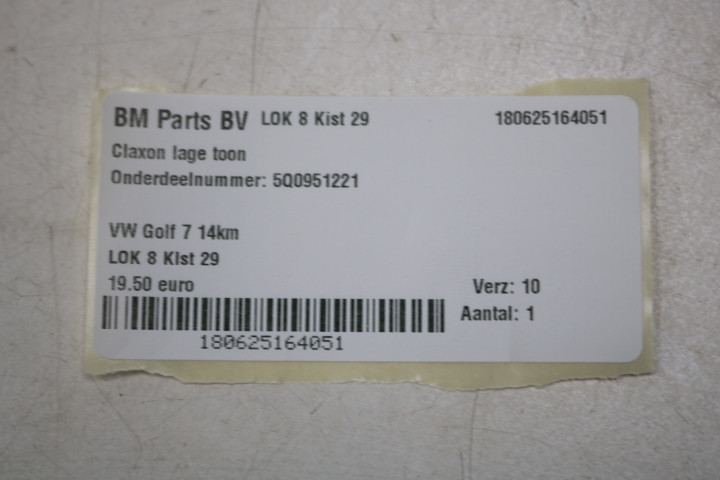 BM Parts BV LOK 8 Kist 29 180625164051
Claxon lage toon
Onderdeelnummer: 5Q0951221
VW Golf 7 14km
LOK 8 Kist 29
19.50 euro Verz: 10
Aantal: 1
180625164051